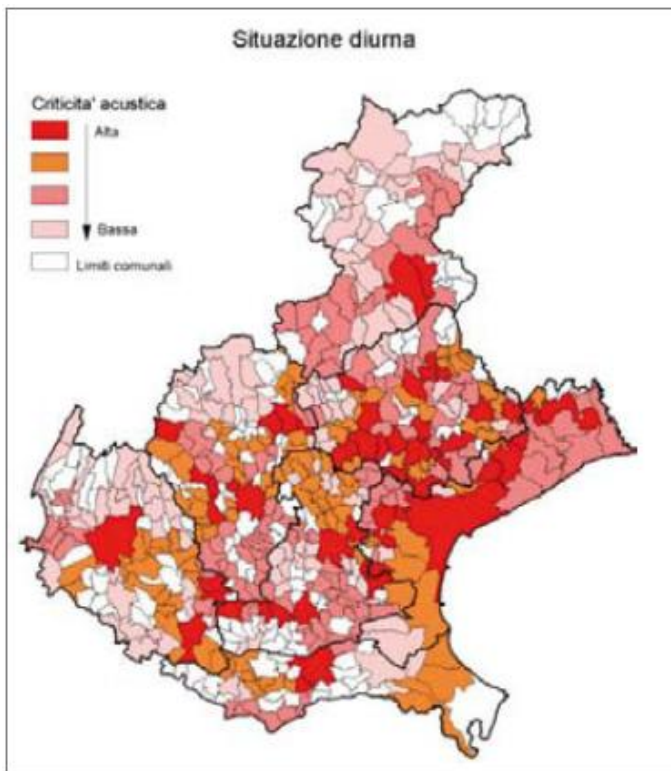 Situazione diurna
Criticita' acustica
Alta
Bassa
Limiti comunali